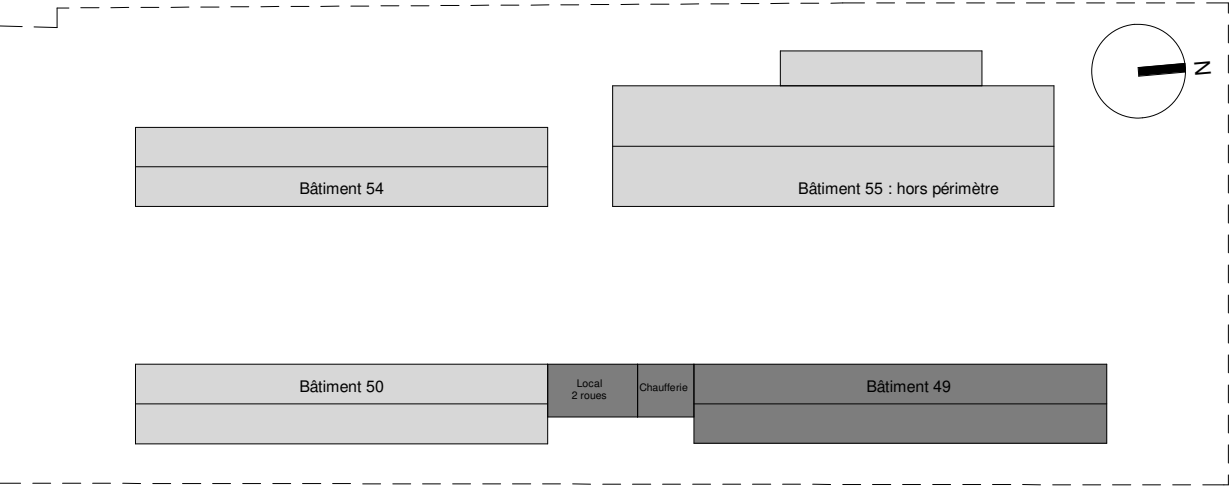 N
Bâtiment 54
Bâtiment 55 : hors périmètre
Bâtiment 50
Local
2 roues
Chaufferie
Bâtiment 49